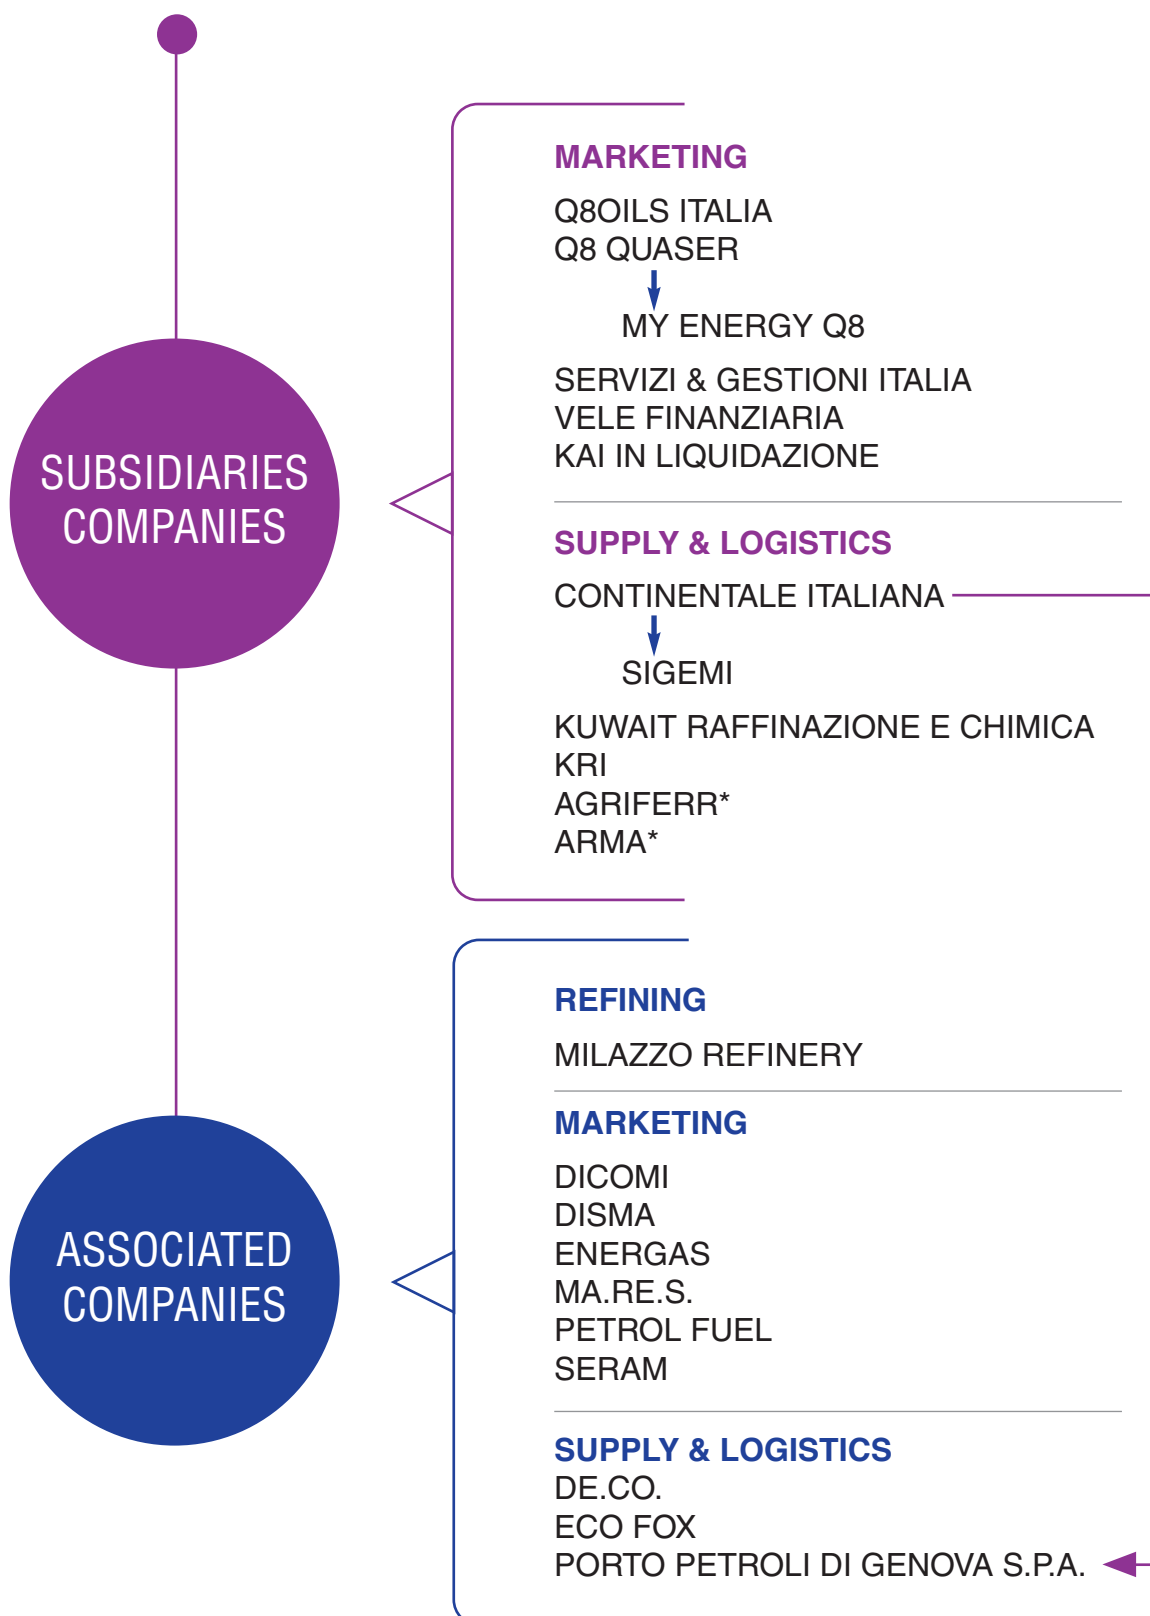 SUBSIDIARIES
COMPANIES
MARKETING
Q8OILS ITALIA
Q8 QUASER
MY ENERGY Q8
SERVIZI & GESTIONI ITALIA
VELE FINANZIARIA
KAI IN LIQUIDAZIONE
SUPPLY & LOGISTICS
CONTINENTALE ITALIANA
SIGEMI
KUWAIT RAFFINAZIONE E CHIMICA
KRI
AGRIFERR*
ARMA*
ASSOCIATED
COMPANIES
REFINING
MILAZZO REFINERY
MARKETING
DICOMI
DISMA
ENERGAS
MA.RE.S.
PETROL FUEL
SERAM
SUPPLY & LOGISTICS
DE.CO.
ECO FOX
PORTO PETROLI DI GENOVA S.P.A.